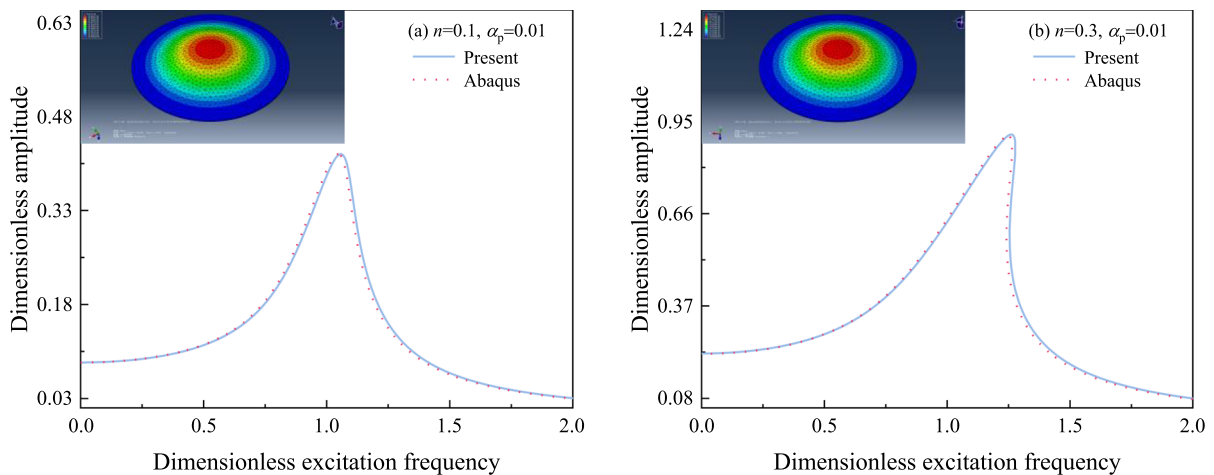 (a) n=0.1, αp=0.01
Present
Abaqus
0.63
0.48
0.33
0.18
0.03
Dimensionless amplitude
0.0
0.5
1.0
1.5
2.0
Dimensionless excitation frequency
(b) n=0.3, αp=0.01
Present
Abaqus
1.24
0.95
0.66
0.37
0.08
Dimensionless amplitude
0.0
0.5
1.0
1.5
2.0
Dimensionless excitation frequency